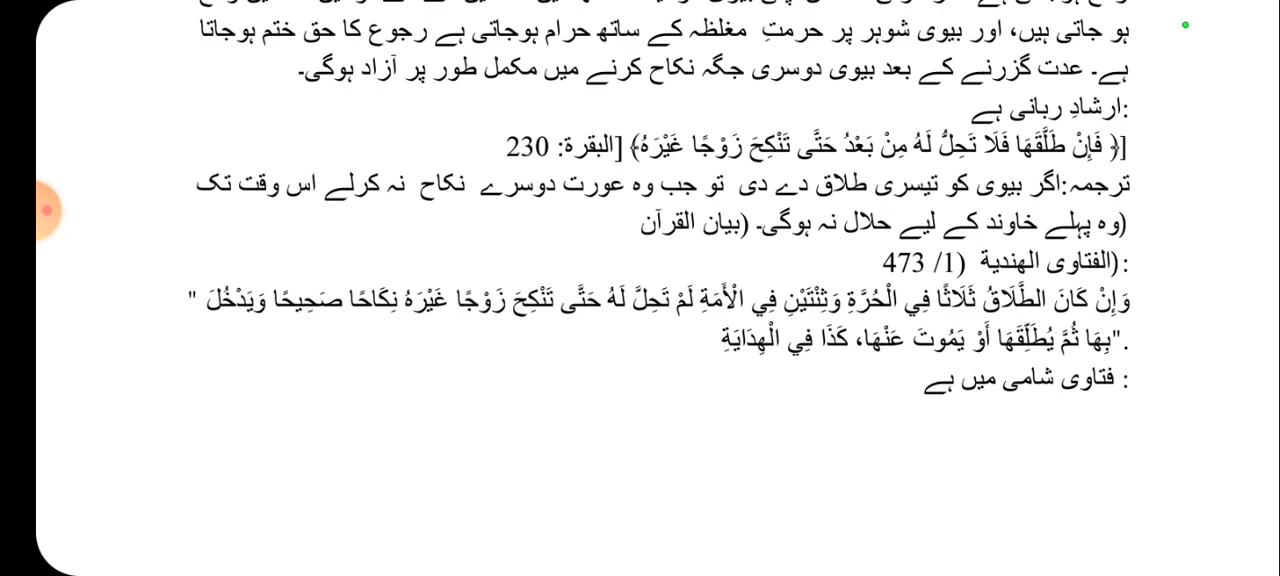 ہو جاتی ہیں، اور بیوی شوہر پر حرمتِ مغلظہ کے ساتھ حرام ہوجاتی ہے رجوع کا حق ختم ہوجاتا
ہے۔ عدت گزرنے کے بعد بیوی دوسری جگہ نکاح کرنے میں مکمل طور پر آزاد ہوگی۔
:ارشادِ ربانی ہے
[﴿ فَإِنْ طَلَّقَهَا فَلَا تَحِلُّ لَهُ مِنْ بَعْدُ حَتَّى تَنْكِحَ زَوْجًا غَيْرَهُ﴾ [البقرة: 230
ترجمہ:اگر بیوی کو تیسری طلاق دے دی تو جب وہ عورت دوسرے نکاح نہ کرلے اس وقت تک
(وہ پہلے خاوند کے لیے حلال نہ ہوگی۔ (بیان القرآن
:(الفتاوى الهندية (1/ 473
وَإِنْ كَانَ الطَّلَاقُ ثَلَاثًا فِي الْحُرَّةِ وَثِنْتَيْنِ فِي الْأَمَةِ لَمْ تَحِلَّ لَهُ حَتَّى تَنْكِحَ زَوْجًا غَيْرَهُ نِكَاحًا صَحِيحًا وَيَدْخُلَ "
."بِهَا ثُمَّ يُطَلِّقَهَا أَوْ يَمُوتَ عَنْهَا، كَذَا فِي الْهِدَايَةِ
: فتاوی شامی میں ہے